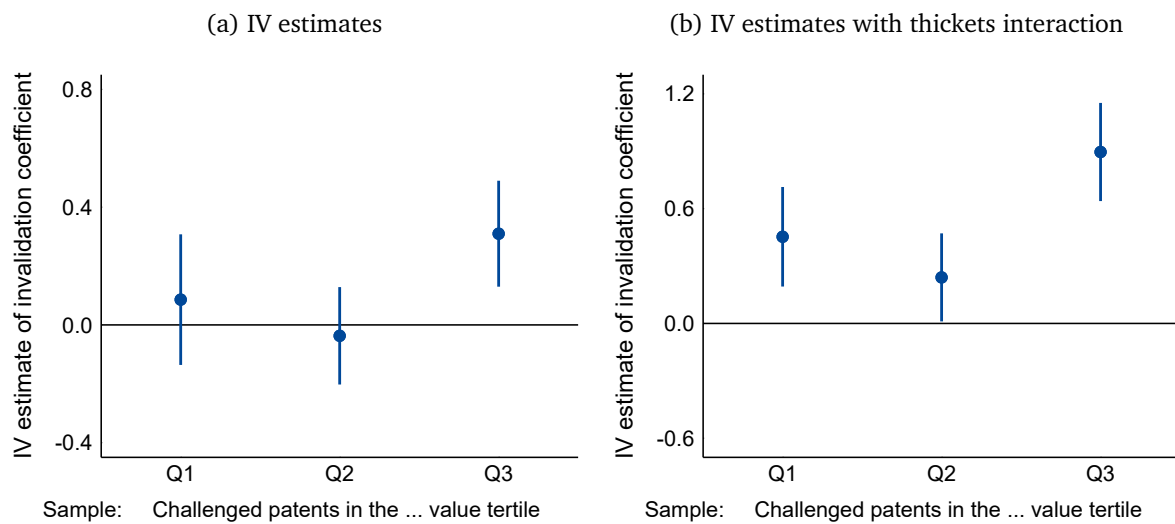 (a) IV estimates
IV estimate of invalidation coefficient
0.8
0.4
0.0
-0.4
Q1 Q2 Q3
Sample: Challenged patents in the ... value tertile
(b) IV estimates with thickets interaction
IV estimate of invalidation coefficient
1.2
0.6
0.0
-0.6
Q1 Q2 Q3
Sample: Challenged patents in the ... value tertile